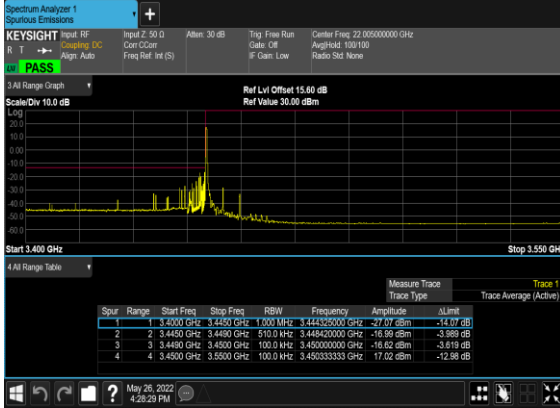 Spectrum Analyzer 1
Spurious Emissions
+
KEYSIGHT Input: RF Input Z: 50 Ω Atten: 30 dB Trig: Free Run Center Freq: 22.005000000 GHz
R T Coupling: DC Corr CCorr Gate: Off Avg|Hold: 100/100
Align: Auto Freq Ref: Int (S) IF Gain: Low Radio Std: None
PASS
3.All Range Graph
Ref Lvl Offset 15.60 dB
Scale/Div 10.0 dB Ref Value 30.00 dBm
Log
20.0
10.0
0.00
-10.0
-20.0
-30.0
-40.0
-50.0
-60.0
Start 3.400 GHz Stop 3.550 GH
4.All Range Table
Measure Trace Trace 1
Trace Type Trace Average (Active)
Spur Range Start Freq Stop Freq RBW Frequency Amplitude ΔLimit
1 1 3.4000 GHz 3.4450 GHz 1.000 MHz 3.444325000 GHz -27.07 dBm -14.07 dB
2 2 3.4450 GHz 3.4490 GHz 510.0 kHz 3.448420000 GHz -16.99 dBm -3.989 dB
3 3 3.4490 GHz 3.4500 GHz 100.0 kHz 3.450000000 GHz -16.62 dBm -3.619 dB
4 4 3.4500 GHz 3.5500 GHz 100.0 kHz 3.450333333 GHz 17.02 dBm -12.98 dB
? May 26, 2022
4:28:29 PM